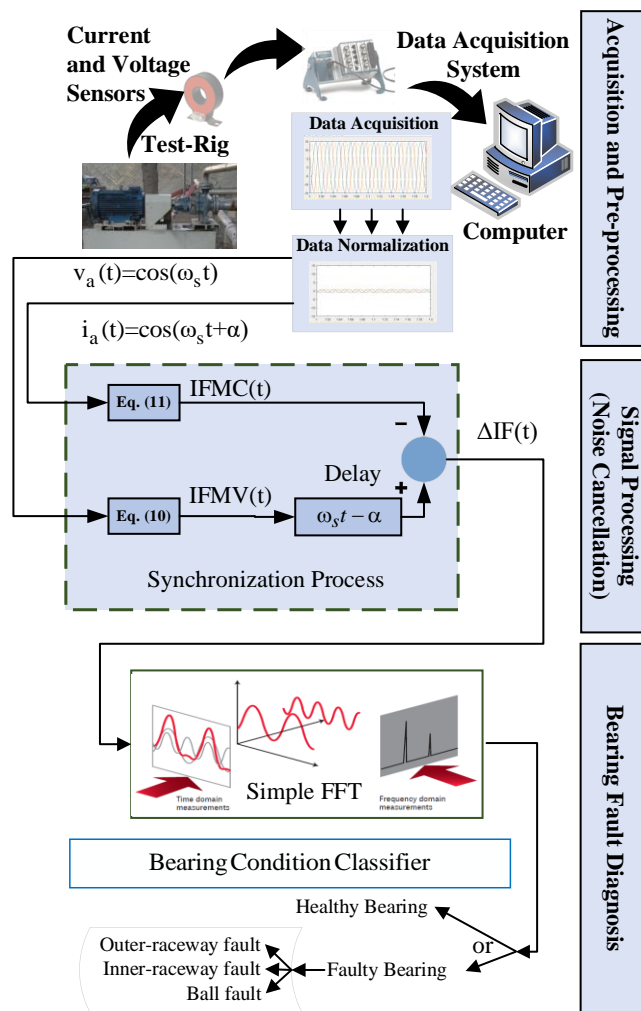 Current
and Voltage
Sensors
Data Acquisition
System
Test-Rig
Data Acquisition
Computer
Data Normalization
v_a(t)=cos(ω_s t)
i_a(t)=cos(ω_s t+α)
Acquisition and Pre-processing
Eq. (11)
IFMC(t)
−
ΔIF(t)
Delay
+
Eq. (10)
IFMV(t)
ω_s t − α
Synchronization Process
Signal Processing
(Noise Cancellation)
Time domain
measurements
Simple FFT
Frequency domain
measurements
Bearing Condition Classifier
Healthy Bearing
or
Faulty Bearing
Outer-raceway fault
Inner-raceway fault
Ball fault
Bearing Fault Diagnosis